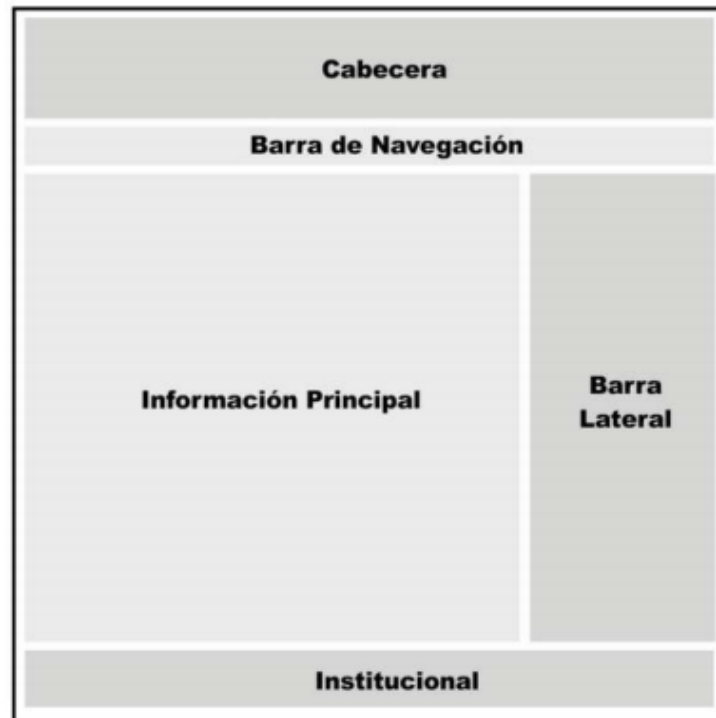 Cabecera
Barra de Navegación
Información Principal
Barra
Lateral
Institucional